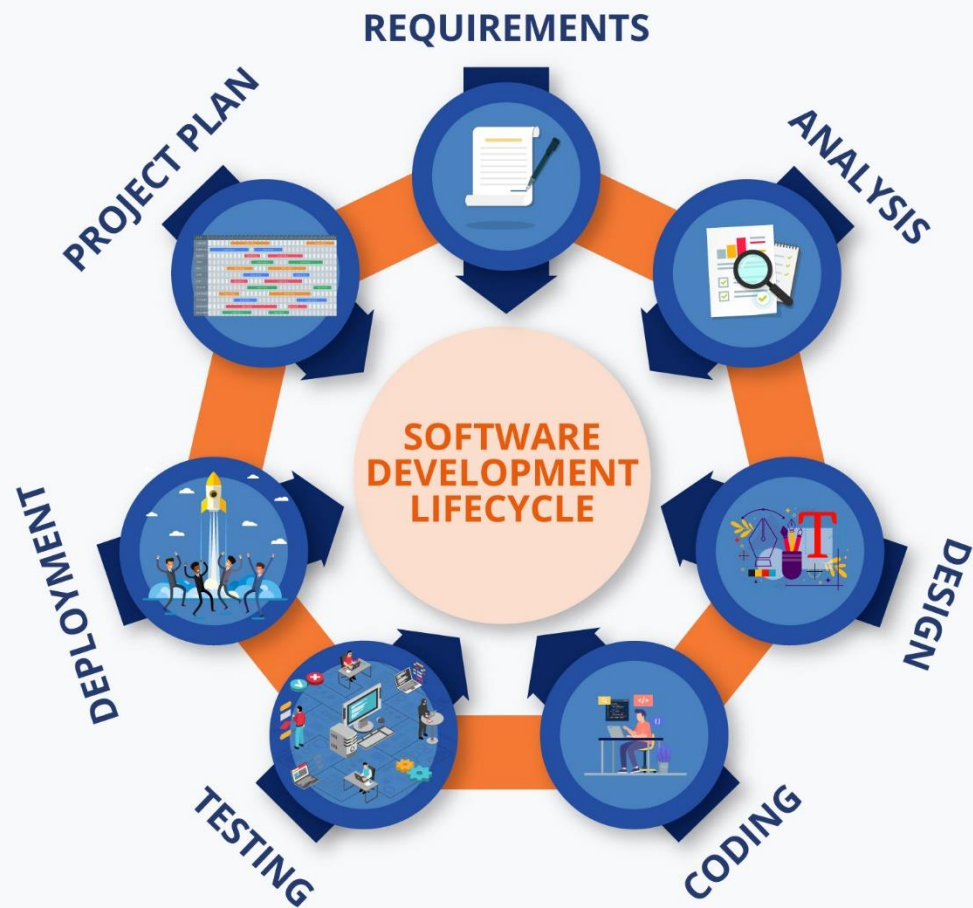 REQUIREMENTS
ANALYSIS
DESIGN
CODING
TESTING
DEPLOYMENT
PROJECT PLAN
SOFTWARE
DEVELOPMENT
LIFECYCLE
T